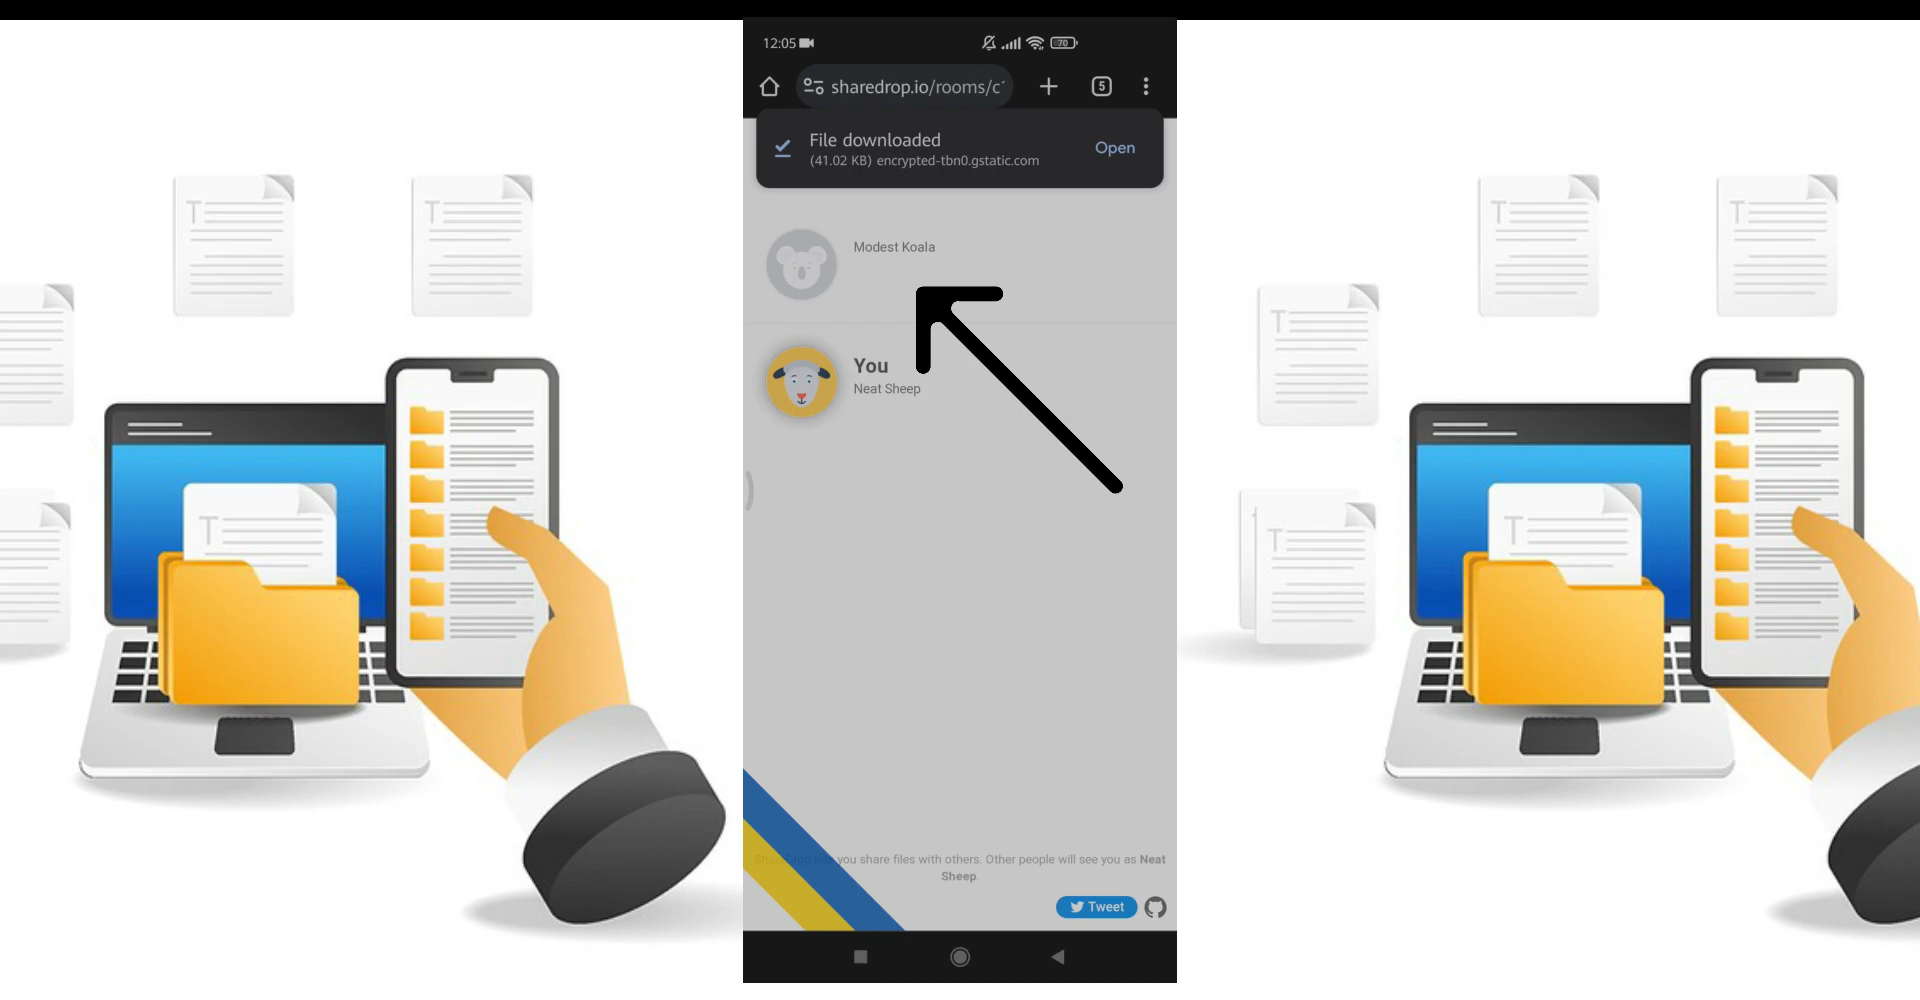 12:05
70
sharedrop.io/rooms/c
5
File downloaded
(41.02 KB) encrypted-tbn0.gstatic.com
Open
Modest Koala
You
Neat Sheep
you share files with others. Other people will see you as Neat
Sheep.
Tweet
T
T
T
T
T
T
T
T